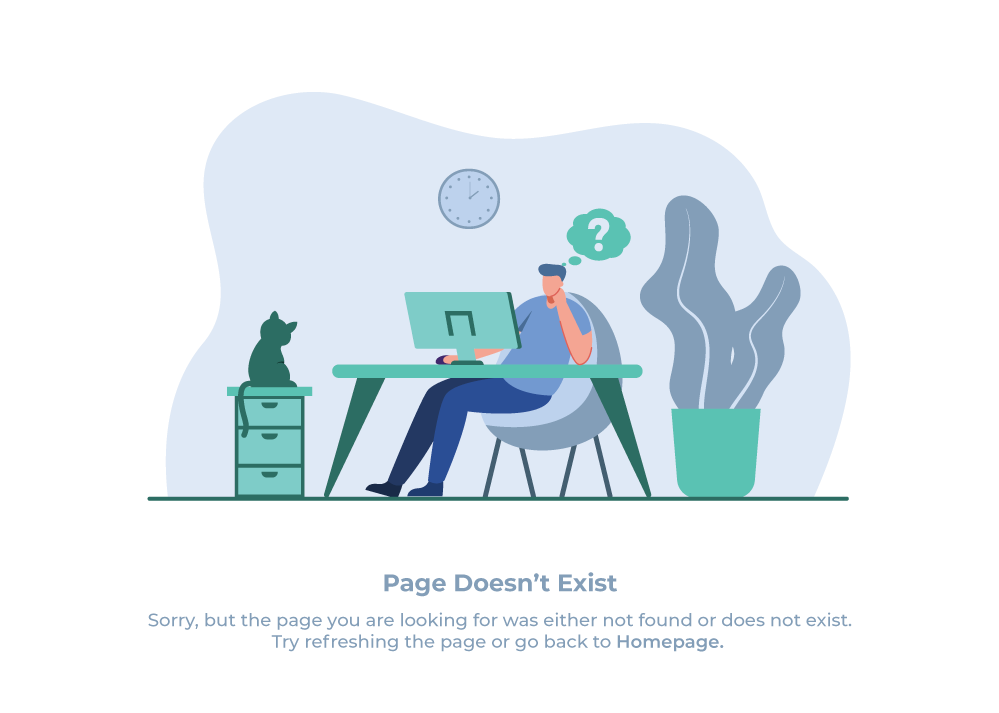 ?
Page Doesn’t Exist
Sorry, but the page you are looking for was either not found or does not exist.
Try refreshing the page or go back to Homepage.